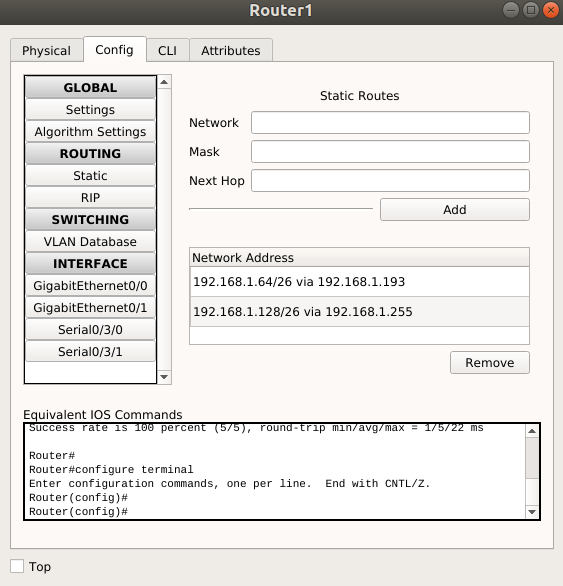 Router1
Physical
Config
CLI
Attributes
GLOBAL
Settings
Algorithm Settings
ROUTING
Static
RIP
SWITCHING
VLAN Database
INTERFACE
GigabitEthernet0/0
GigabitEthernet0/1
Serial0/3/0
Serial0/3/1
Static Routes
Network
Mask
Next Hop
Add
Network Address
192.168.1.64/26 via 192.168.1.193
192.168.1.128/26 via 192.168.1.255
Remove
Equivalent IOS Commands
Success rate is 100 percent (5/5), round-trip min/avg/max = 1/5/22 ms
Router#
Router#configure terminal
Enter configuration commands, one per line.  End with CNTL/Z.
Router(config)#
Router(config)#
Top